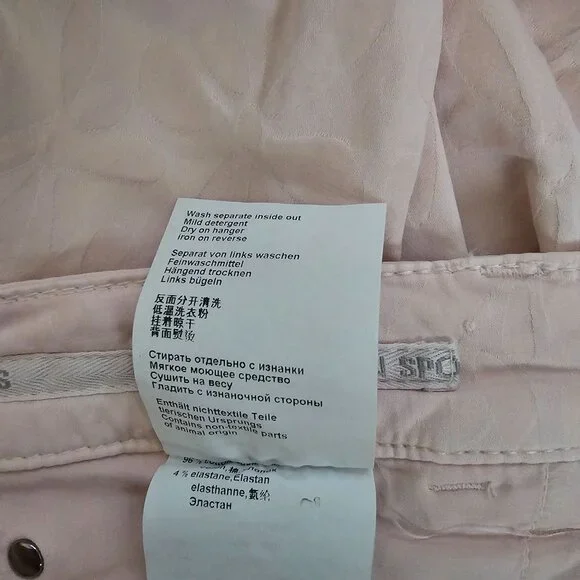 Wash separate inside out
Mild detergent
Dry on hanger
iron on reverse
Separat von links waschen
Feinwaschmittel
Hängend trocknen
Links bügeln
反面分开清洗
低温洗衣粉
挂着晾干
背面熨烫
Стирать отдельно с изнанки
Мягкое моющее средство
Сушить на весу
Гладить с изнаночной стороны
Enthält nichttextile Teile
tierischen Ursprungs
Contains non-textile parts
of animal origin
4 % elastane,Elastan
elasthanne,氨纶
Эластан
S
SPO